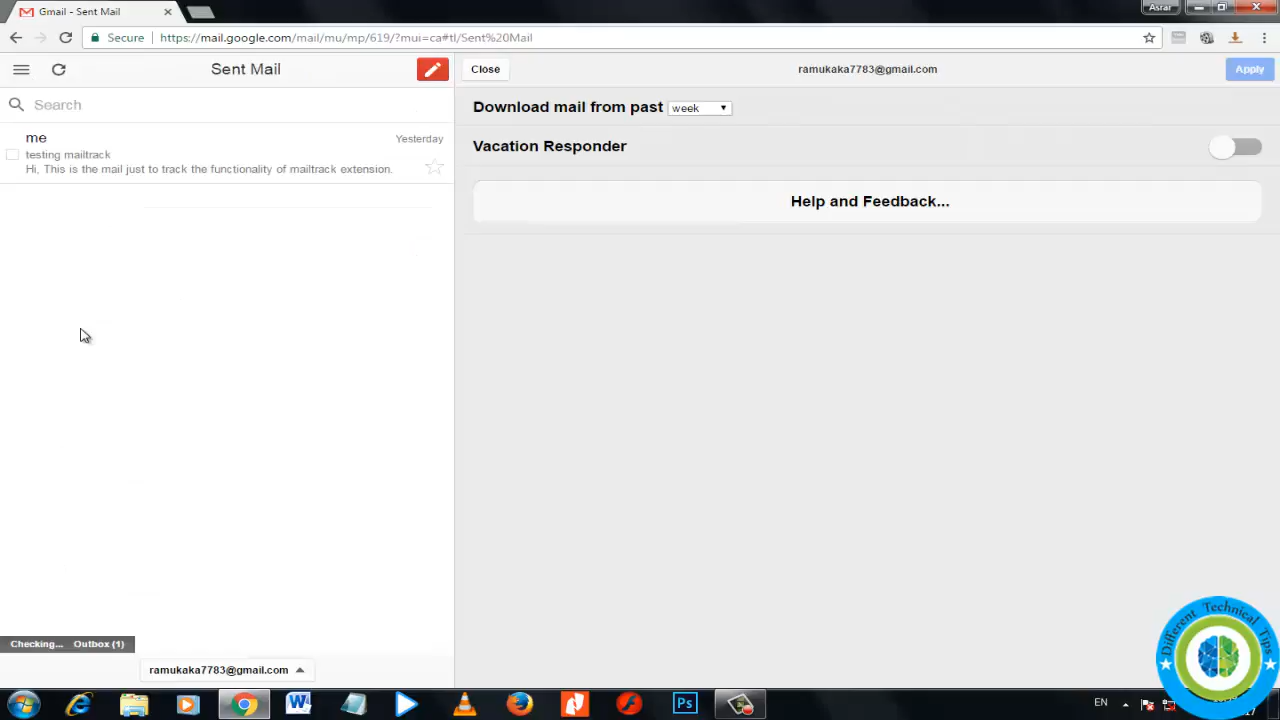 Gmail - Sent Mail
Asrar
Secure
https://mail.google.com/mail/mu/mp/619/?mui=ca#tl/Sent%20Mail
Sent Mail
Close
ramukaka7783@gmail.com
Apply
Search
Download mail from past week
me
Yesterday
testing mailtrack
Hi, This is the mail just to track the functionality of mailtrack extension.
Vacation Responder
Help and Feedback...
Checking... Outbox (1)
ramukaka7783@gmail.com
Different Technical Tips
EN